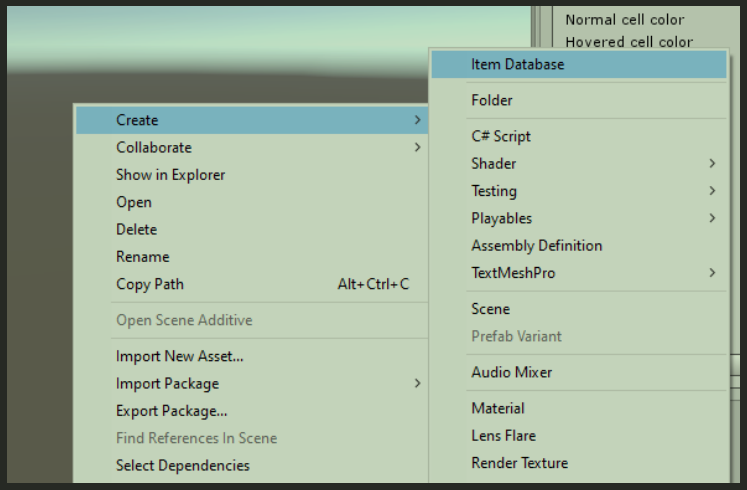 Normal cell color
Hovered cell color
Create
Collaborate
Show in Explorer
Open
Delete
Rename
Copy Path Alt+Ctrl+C
Open Scene Additive
Import New Asset...
Import Package
Export Package...
Find References In Scene
Select Dependencies
Item Database
Folder
C# Script
Shader
Testing
Playables
Assembly Definition
TextMeshPro
Scene
Prefab Variant
Audio Mixer
Material
Lens Flare
Render Texture